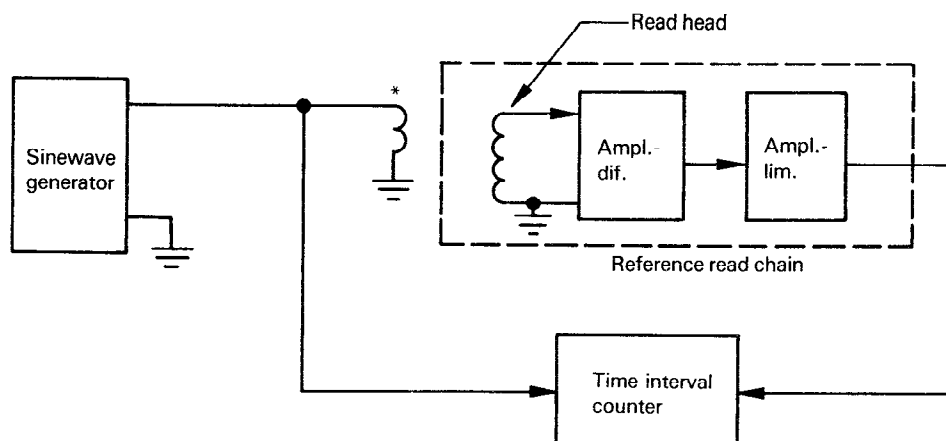 Read head
*
Sinewave
generator
Ampl.-
dif.
Ampl.-
lim.
Reference read chain
Time interval
counter